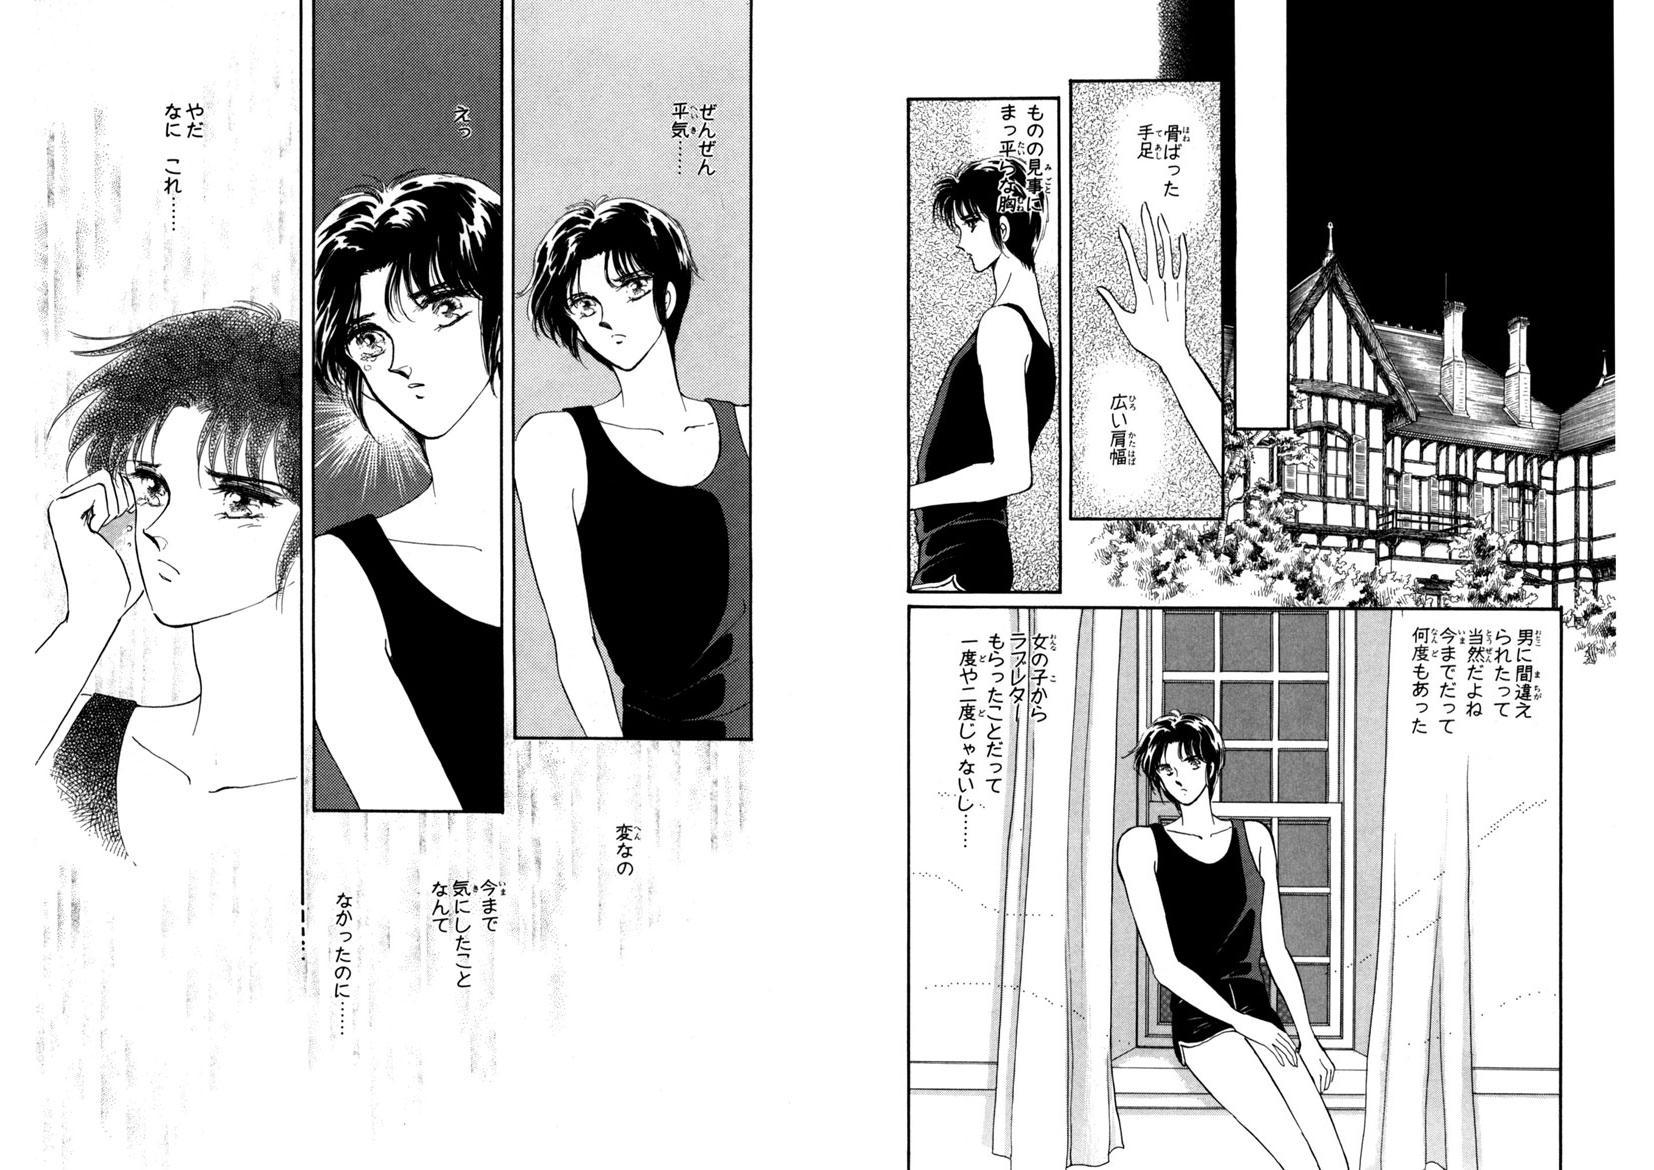 骨ばった
手足
広い肩幅
ものの見事に
まっ平らな胸
男に間違え
られたって
当然だよね
今までだって
何度もあった
女の子から
ラブレター
もらったことだって
一度や二度じゃないし……
ぜんぜん
平気……
えっ
変なの
今まで
気にしたこと
なんて
なかったのに……
やだ
なに これ……